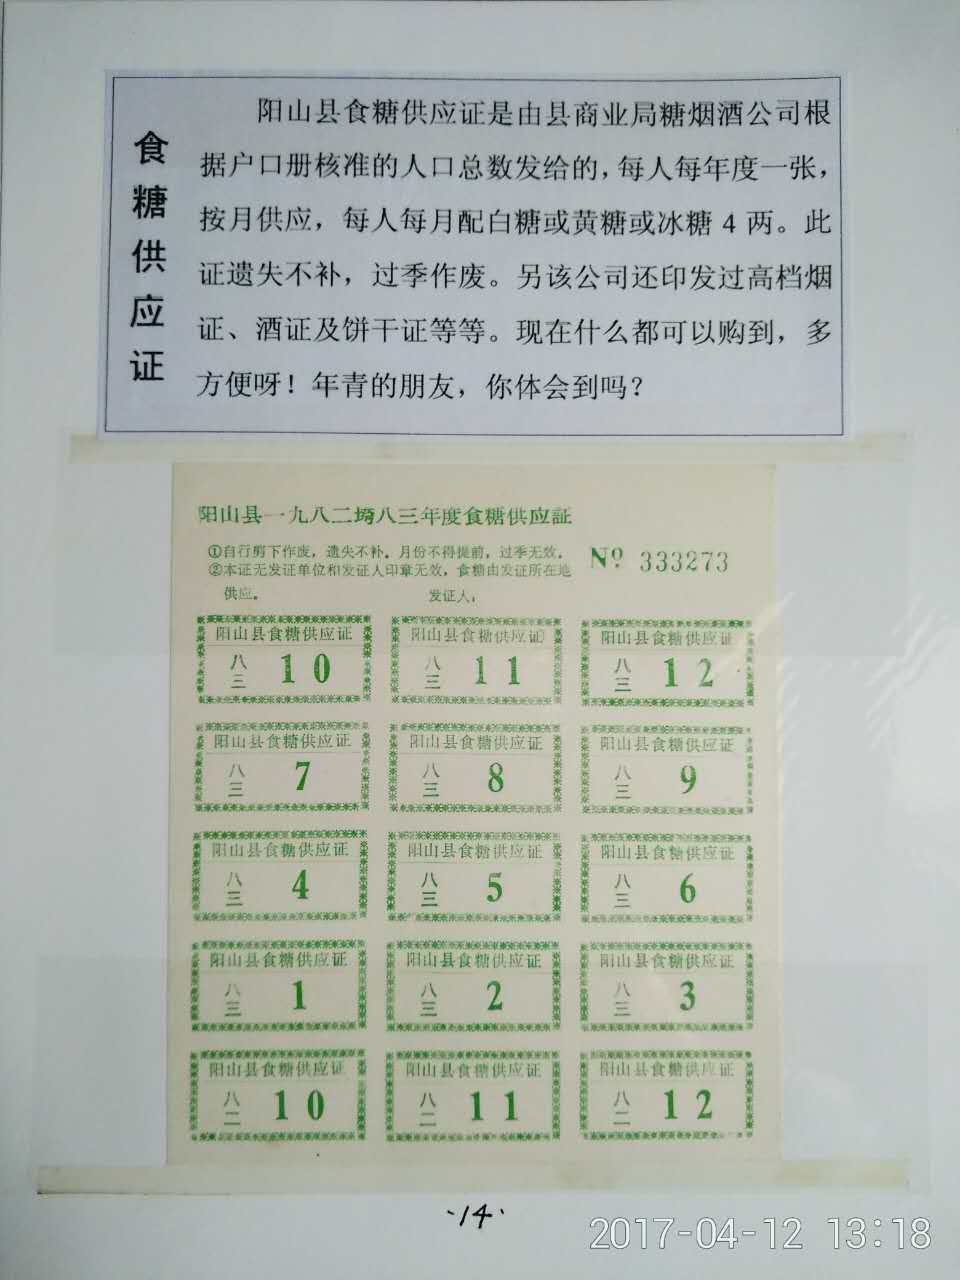 食糖供应证
阳山县食糖供应证是由县商业局糖烟酒公司根
据户口册核准的人口总数发给的，每人每年度一张，
按月供应，每人每月配白糖或黄糖或冰糖 4 两。此
证遗失不补，过季作废。另该公司还印发过高档烟
证、酒证及饼干证等等。现在什么都可以购到，多
方便呀！年青的朋友，你体会到吗？
阳山县一九八二塆八三年度食糖供应証
①自行剪下作废，遗失不补。月份不得提前，过季无效。
②本证无发证单位和发证人印章无效，食糖由发证所在地
供应。 发证人：
№ 333273
阳山县食糖供应证 阳山县食糖供应证 阳山县食糖供应证
八三 10 八三 11 八三 12
阳山县食糖供应证 阳山县食糖供应证 阳山县食糖供应证
八三 7 八三 8 八三 9
阳山县食糖供应证 阳山县食糖供应证 阳山县食糖供应证
八三 4 八三 5 八三 6
阳山县食糖供应证 阳山县食糖供应证 阳山县食糖供应证
八三 1 八三 2 八三 3
阳山县食糖供应证 阳山县食糖供应证 阳山县食糖供应证
八二 10 八二 11 八二 12
·14·
2017-04-12 13:18